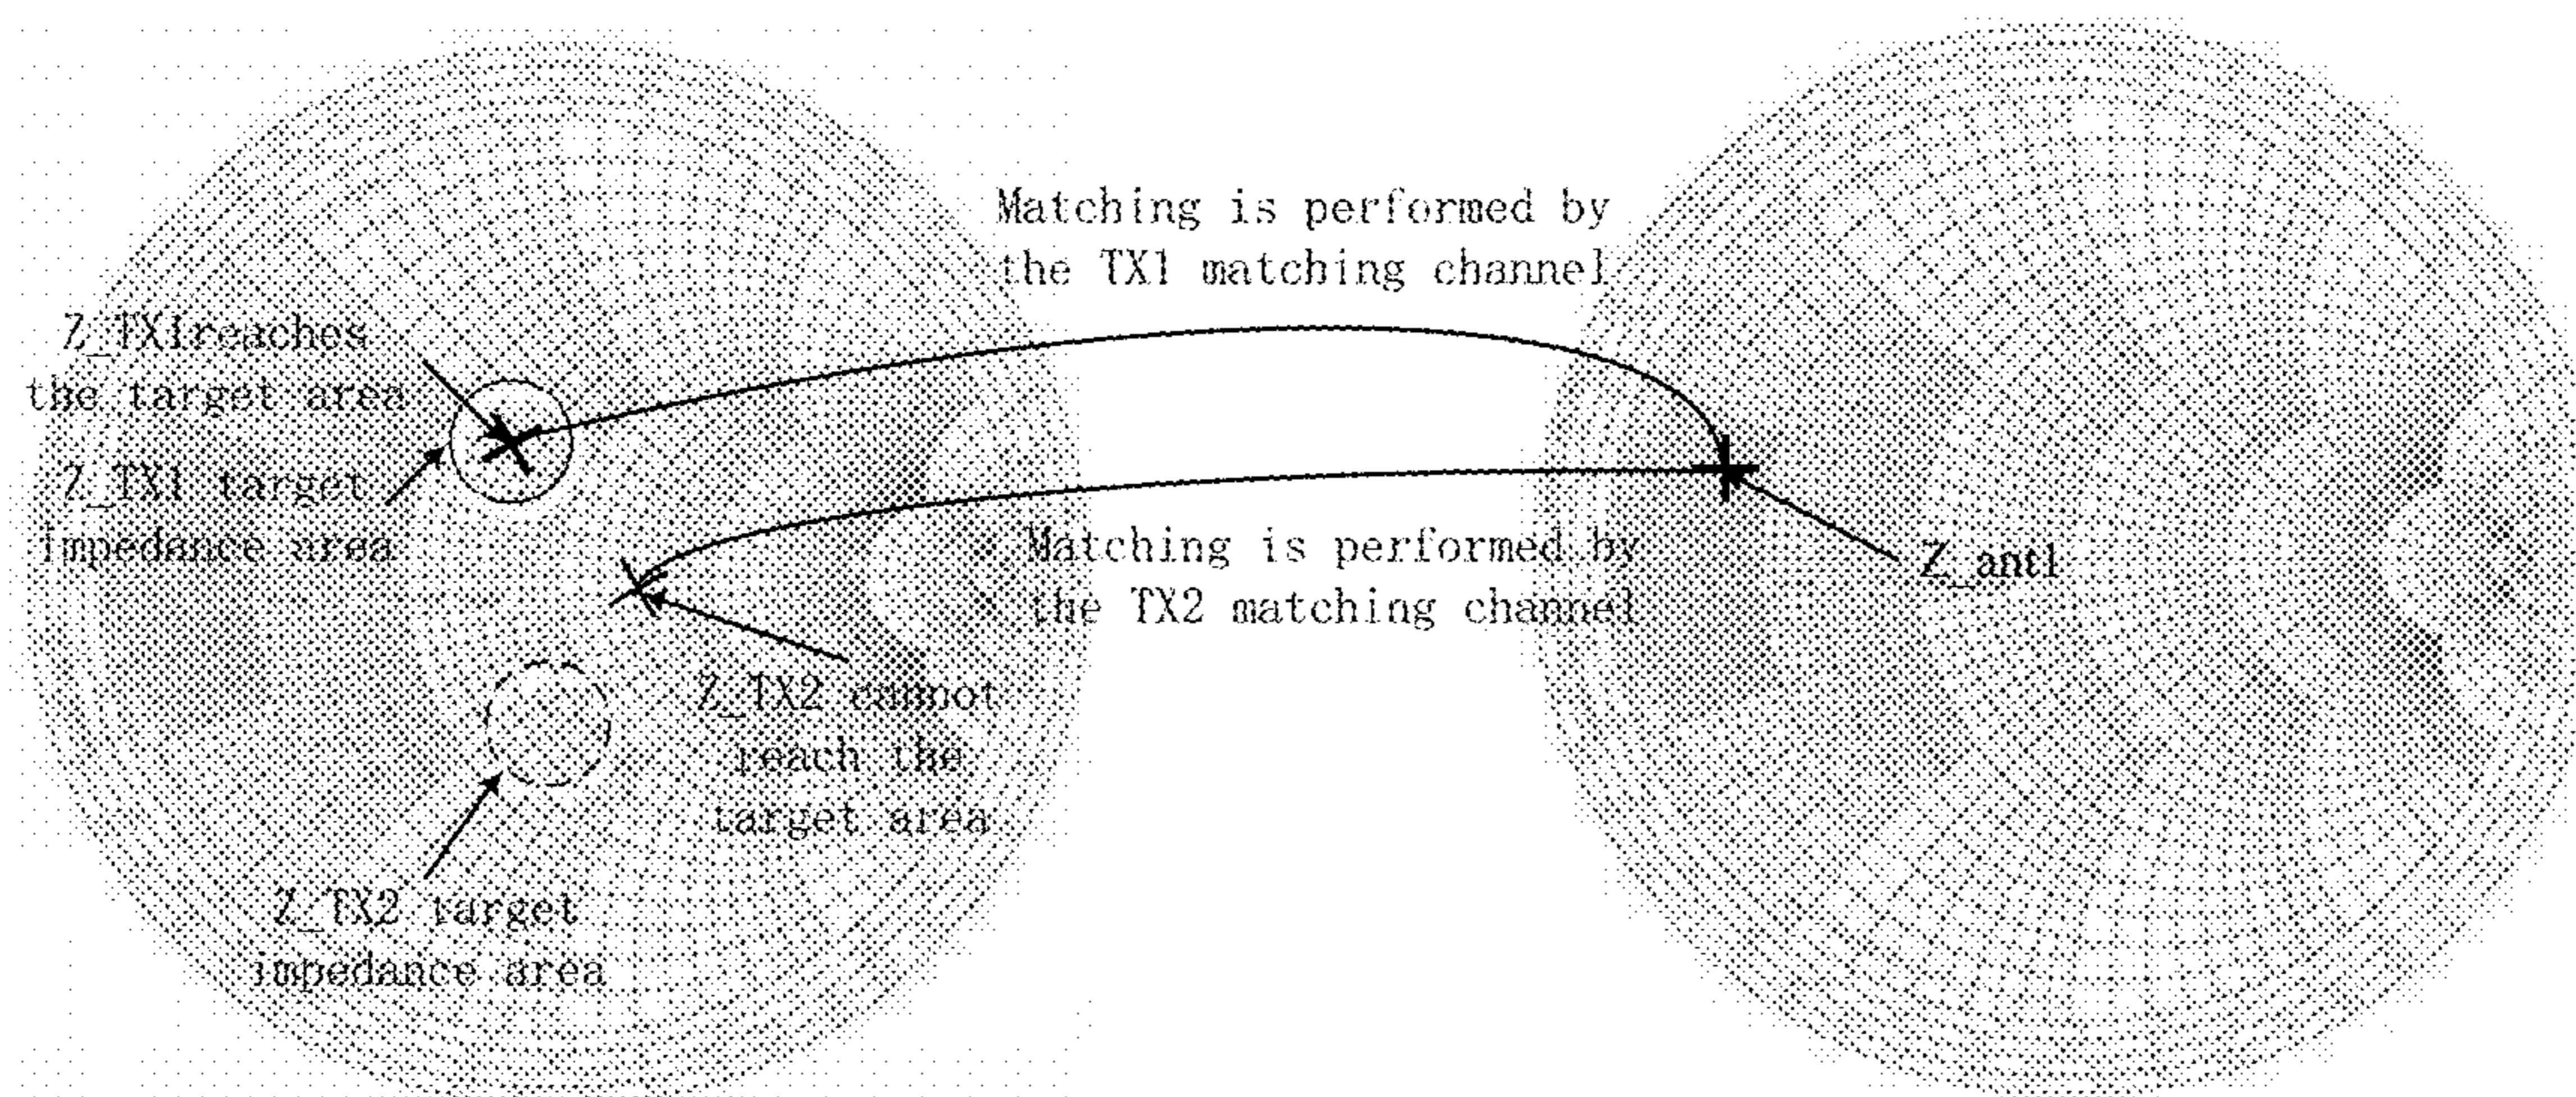 Matching is performed by
the TX1 matching channel
Z_TX1reaches
the target area
Z_TX1 target
impedance area
Matching is performed by
the TX2 matching channel
Z_ant1
Z_TX2 cannot
reach the
target area
Z_TX2 target
impedance area